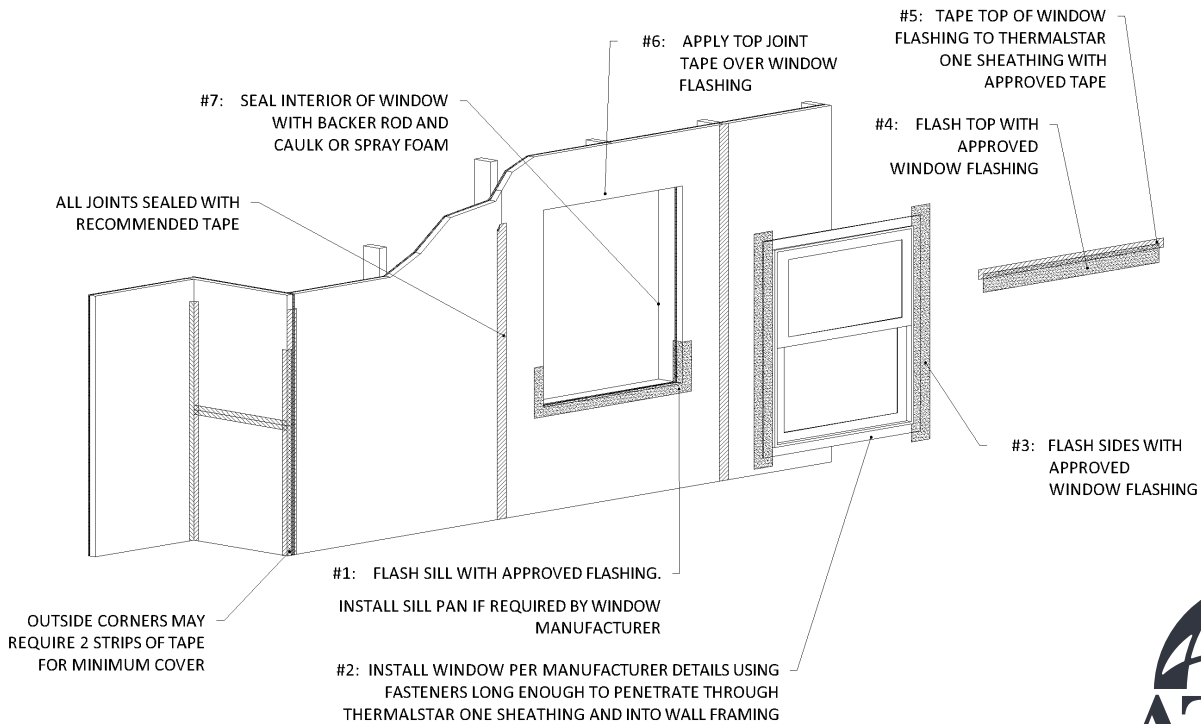 #5: TAPE TOP OF WINDOW
FLASHING TO THERMALSTAR
ONE SHEATHING WITH
APPROVED TAPE
#6: APPLY TOP JOINT
TAPE OVER WINDOW
FLASHING
#7: SEAL INTERIOR OF WINDOW
WITH BACKER ROD AND
CAULK OR SPRAY FOAM
#4: FLASH TOP WITH
APPROVED
WINDOW FLASHING
ALL JOINTS SEALED WITH
RECOMMENDED TAPE
#3: FLASH SIDES WITH
APPROVED
WINDOW FLASHING
#1: FLASH SILL WITH APPROVED FLASHING.
INSTALL SILL PAN IF REQUIRED BY WINDOW
MANUFACTURER
OUTSIDE CORNERS MAY
REQUIRE 2 STRIPS OF TAPE
FOR MINIMUM COVER
#2: INSTALL WINDOW PER MANUFACTURER DETAILS USING
FASTENERS LONG ENOUGH TO PENETRATE THROUGH
THERMALSTAR ONE SHEATHING AND INTO WALL FRAMING